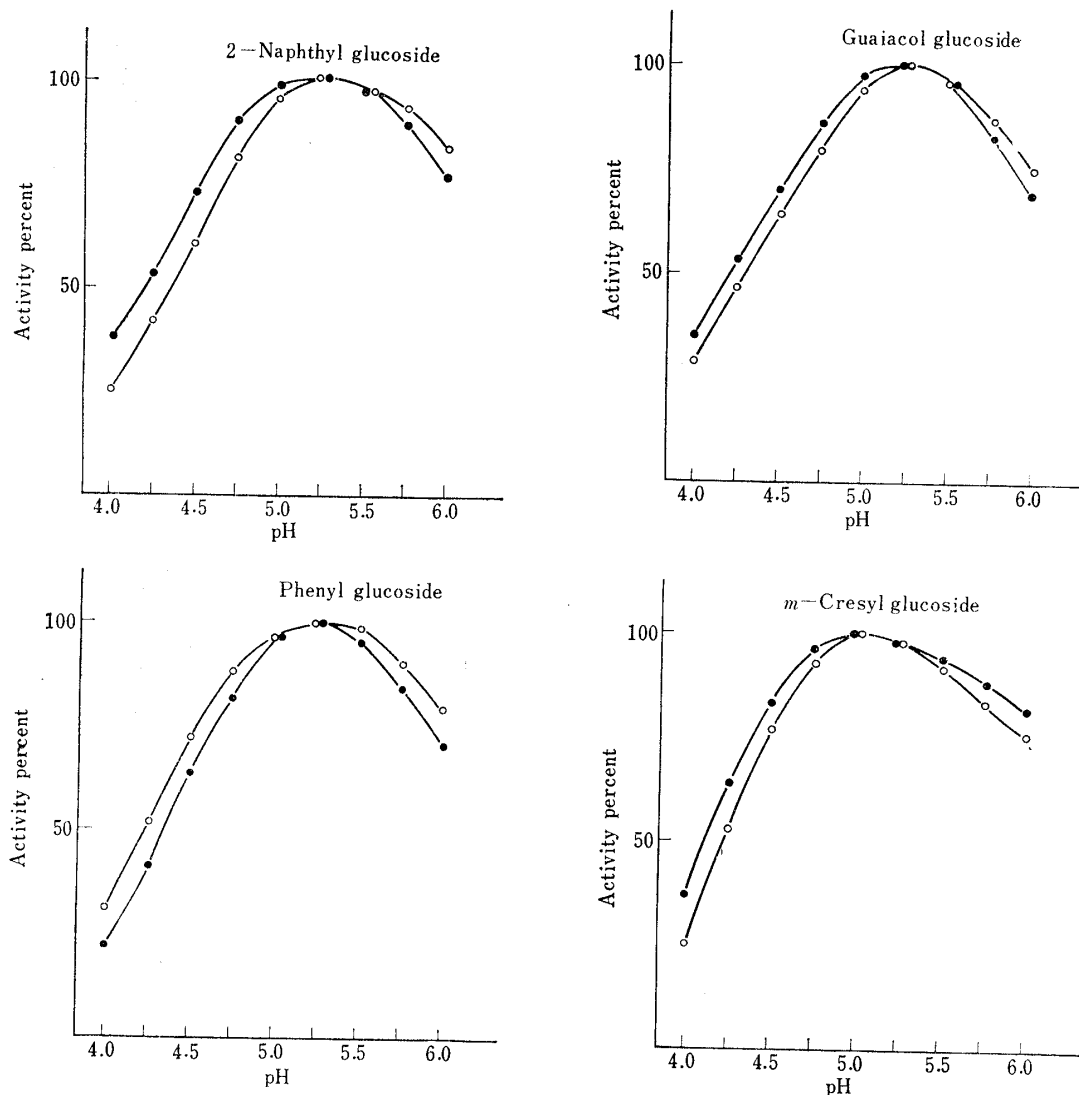 2—Naphthyl glucoside
100
50
Activity percent
4.0 4.5 5.0 5.5 6.0
pH
Guaiacol glucoside
100
50
Activity percent
4.0 4.5 5.0 5.5 6.0
pH
Phenyl glucoside
100
50
Activity percent
4.0 4.5 5.0 5.5 6.0
pH
m—Cresyl glucoside
100
50
Activity percent
4.0 4.5 5.0 5.5 6.0
pH